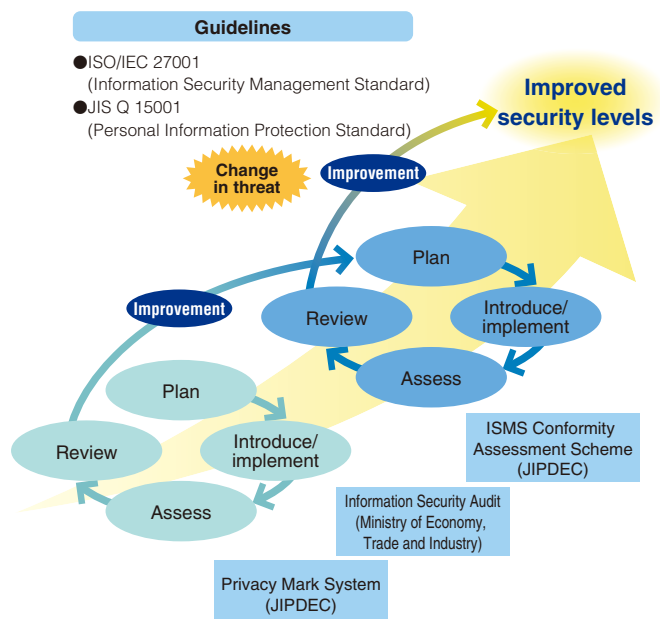 Guidelines
●ISO/IEC 27001
(Information Security Management Standard)
●JIS Q 15001
(Personal Information Protection Standard)
Improved
security levels
Change
in threat
Improvement
Plan
Improvement
Review
Introduce/
implement
Assess
Plan
Review
Introduce/
implement
Assess
ISMS Conformity
Assessment Scheme
(JIPDEC)
Information Security Audit
(Ministry of Economy,
Trade and Industry)
Privacy Mark System
(JIPDEC)